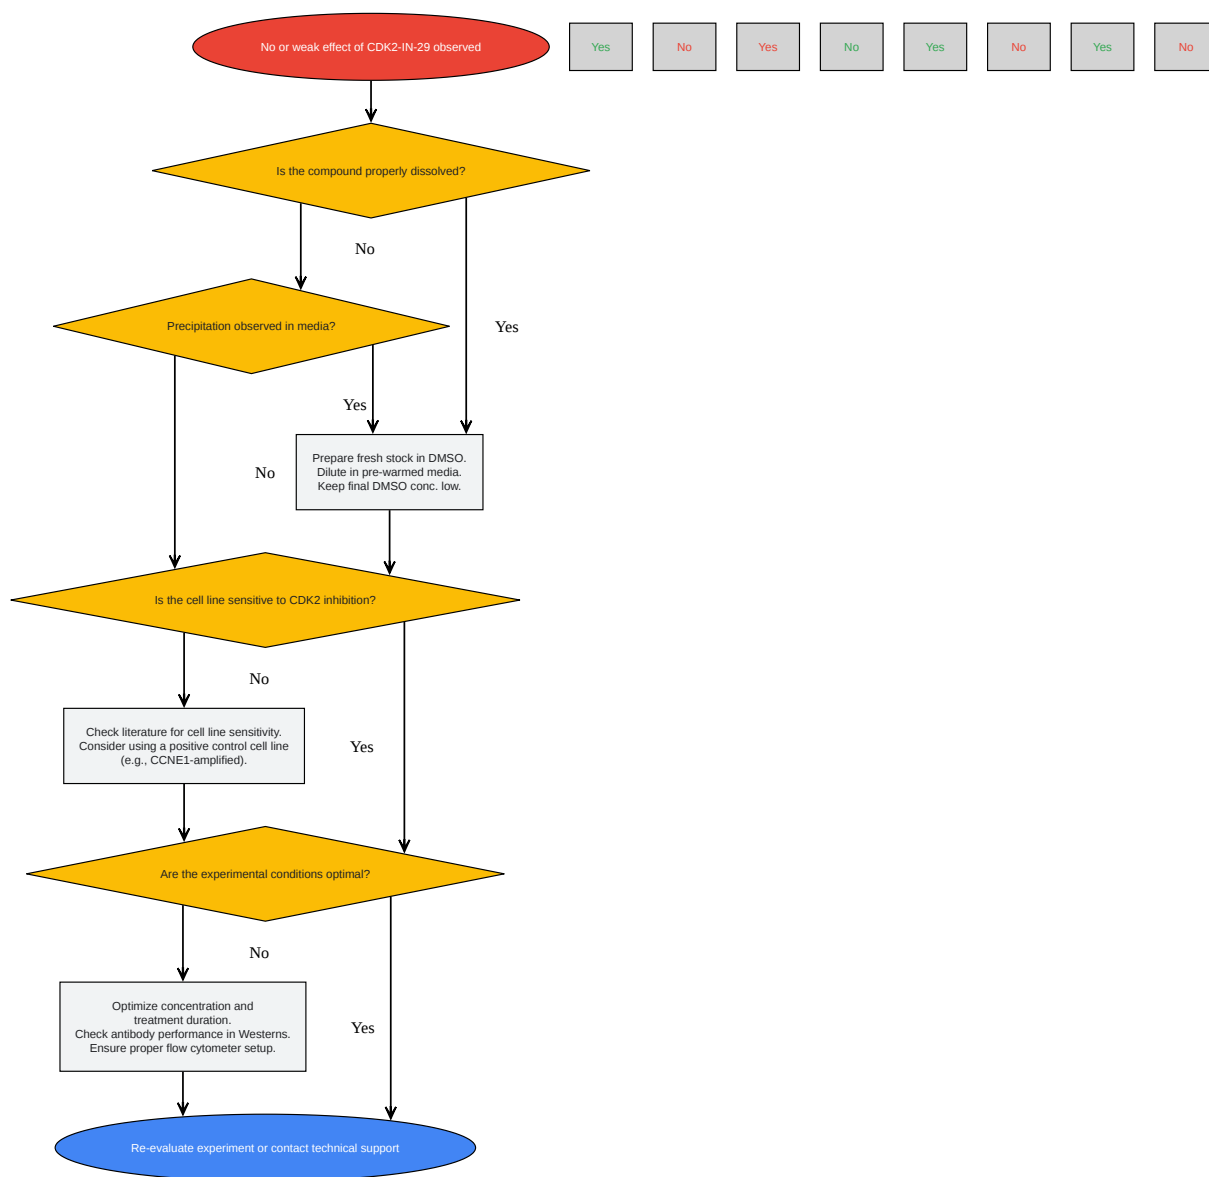 No or weak effect of CDK2-IN-29 observed
Yes
No
Yes
No
Yes
No
Yes
No
Is the compound properly dissolved?
No
Precipitation observed in media?
Yes
Yes
Prepare fresh stock in DMSO.
Dilute in pre-warmed media.
Keep final DMSO conc. low.
No
Is the cell line sensitive to CDK2 inhibition?
No
Check literature for cell line sensitivity.
Consider using a positive control cell line
(e.g., CCNE1-amplified).
Yes
Are the experimental conditions optimal?
No
Optimize concentration and
treatment duration.
Check antibody performance in Westerns.
Ensure proper flow cytometer setup.
Yes
Re-evaluate experiment or contact technical support